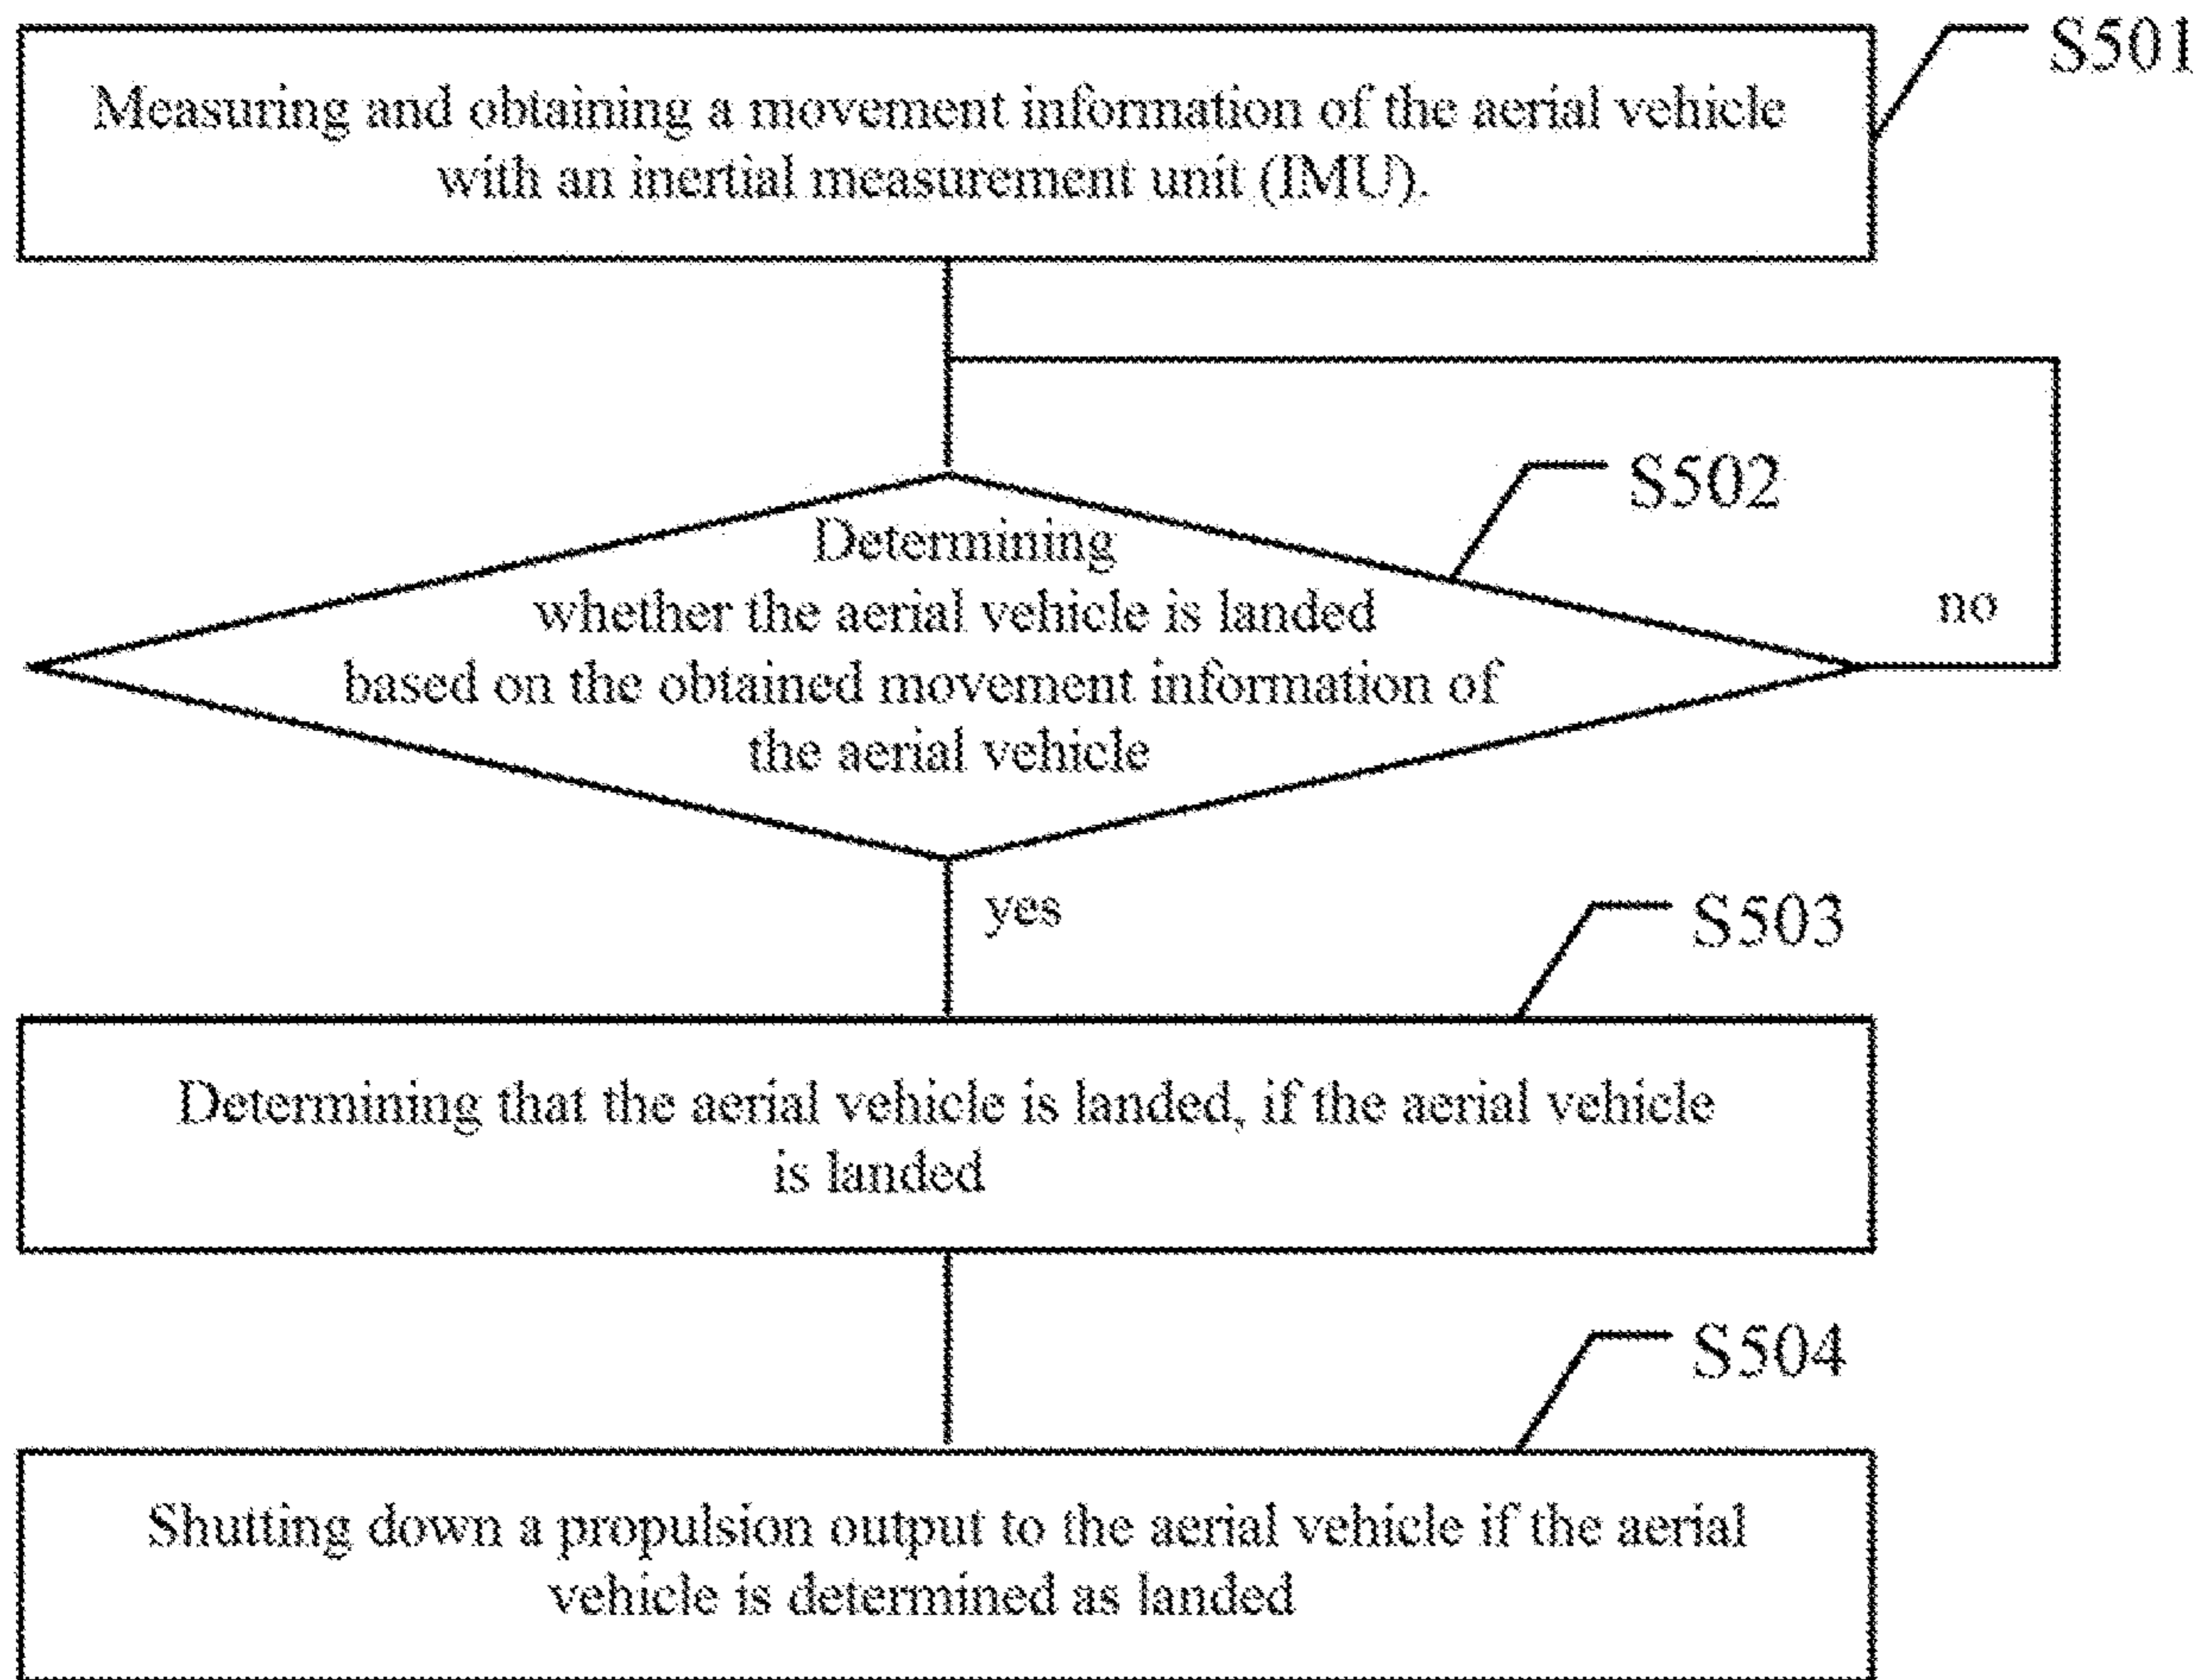 S501
Measuring and obtaining a movement information of the aerial vehicle
with an inertial measurement unit (IMU).
S502
Determining
whether the aerial vehicle is landed
based on the obtained movement information of
the aerial vehicle
no
yes
S503
Determining that the aerial vehicle is landed, if the aerial vehicle
is landed
S504
Shutting down a propulsion output to the aerial vehicle if the aerial
vehicle is determined as landed